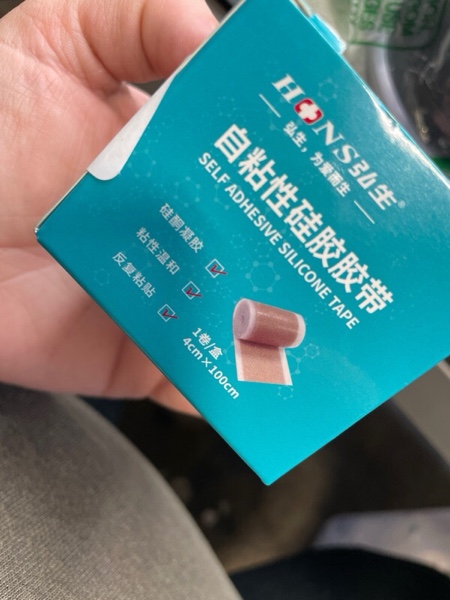 HONS弘生®
弘生，为爱而生
自粘性硅胶胶带
SELF ADHESIVE SILICONE TAPE
硅酮凝胶
粘性温和
反复粘贴
1卷/盒
4cm×100cm